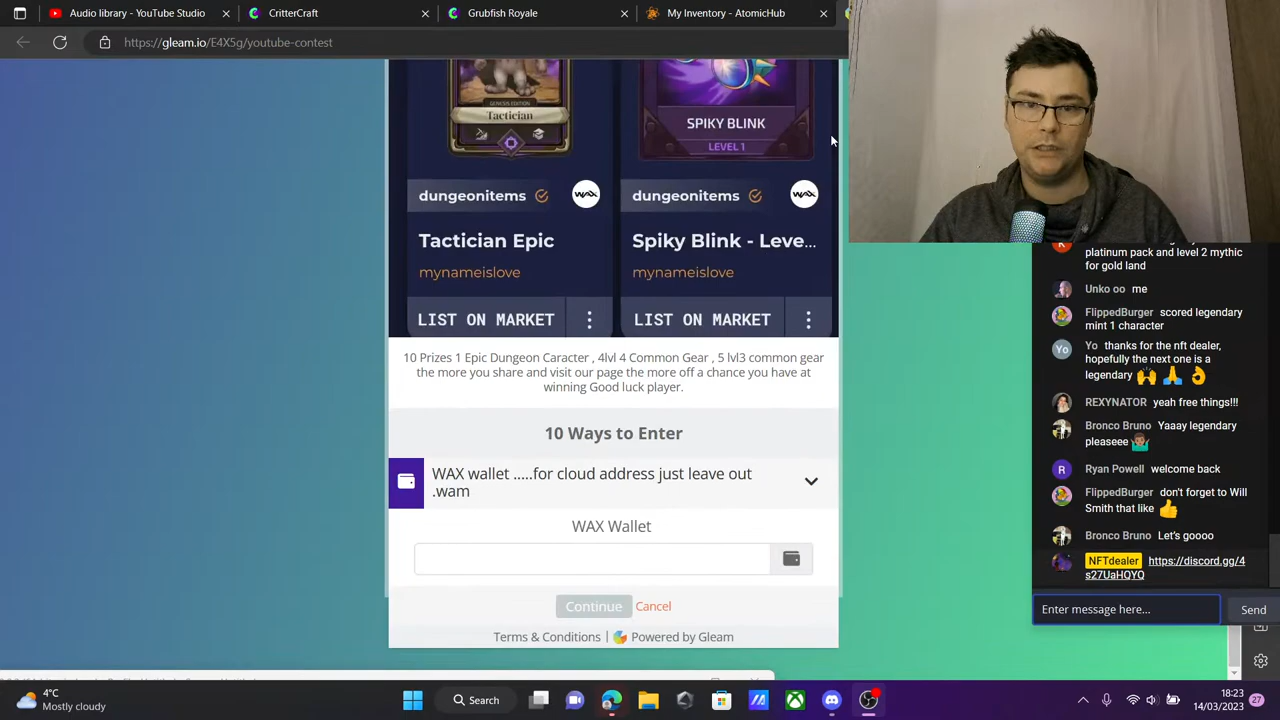 Audio library - YouTube Studio
CritterCraft
Grubfish Royale
My Inventory - AtomicHub
https://gleam.io/E4X5g/youtube-contest
GENESIS EDITION
Tactician
SPIKY BLINK
LEVEL 1
dungeonitems
WAX
dungeonitems
WAX
Tactician Epic
Spiky Blink - Leve...
mynameislove
mynameislove
LIST ON MARKET
LIST ON MARKET
10 Prizes 1 Epic Dungeon Caracter , 4lvl 4 Common Gear , 5 lvl3 common gear
the more you share and visit our page the more off a chance you have at
winning Good luck player.
10 Ways to Enter
WAX wallet .....for cloud address just leave out
.wam
WAX Wallet
Continue Cancel
Terms & Conditions | Powered by Gleam
platinum pack and level 2 mythic
for gold land
Unko oo me
FlippedBurger scored legendary
mint 1 character
Yo thanks for the nft dealer,
hopefully the next one is a
legendary 🙌 🙏 👌
REXYNATOR yeah free things!!!
Bronco Bruno Yaaay legendary
pleaseee 🤷🏽‍♂️
Ryan Powell welcome back
FlippedBurger don't forget to Will
Smith that like 👍
Bronco Bruno Let's goooo
NFTdealer https://discord.gg/4
s27UaHQYQ
Enter message here...
Send
4°C
Mostly cloudy
Search
18:23
14/03/2023
27